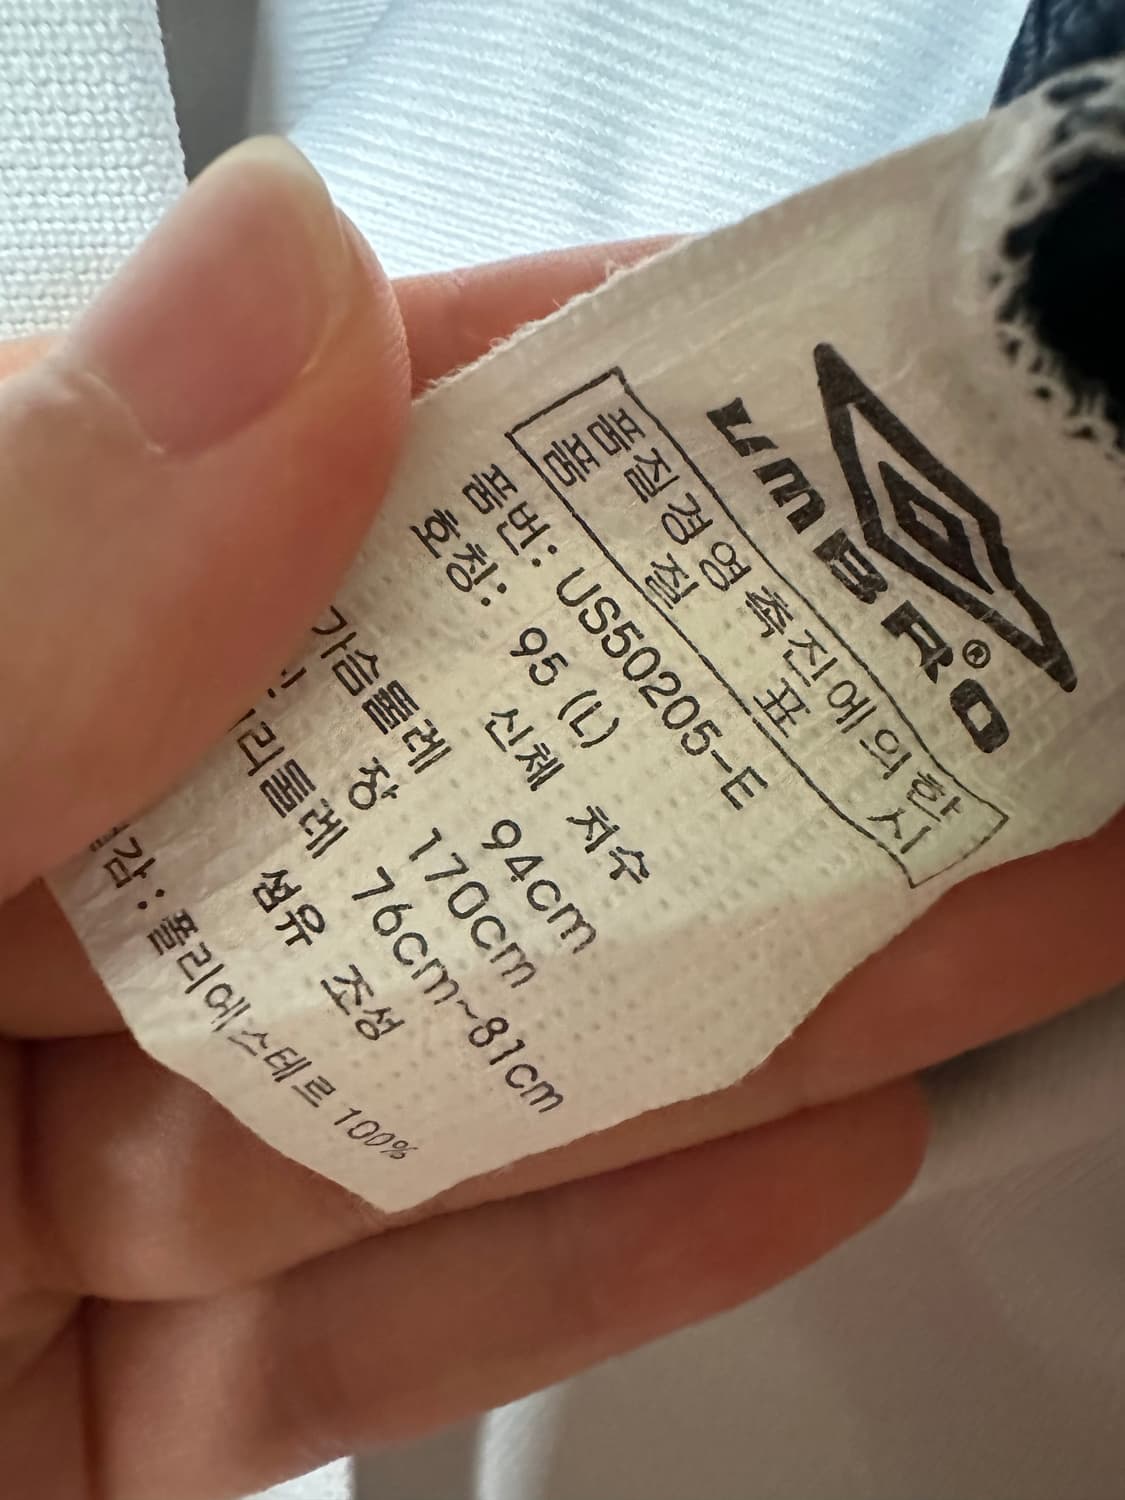 UMBRO®
품질경영촉진에의한
품 질 표 시
품번: US50205-E
호칭: 95 (L)
신체 치수
가슴둘레 94cm
장 170cm
리둘레 76cm~81cm
섬유 조성
감: 폴리에스테르 100%